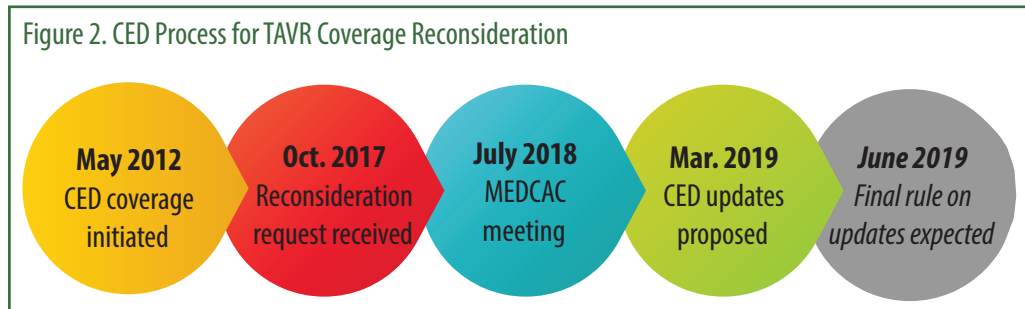 Figure 2. CED Process for TAVR Coverage Reconsideration
May 2012
CED coverage
initiated
Oct. 2017
Reconsideration
request received
July 2018
MEDCAC
meeting
Mar. 2019
CED updates
proposed
June 2019
Final rule on
updates expected